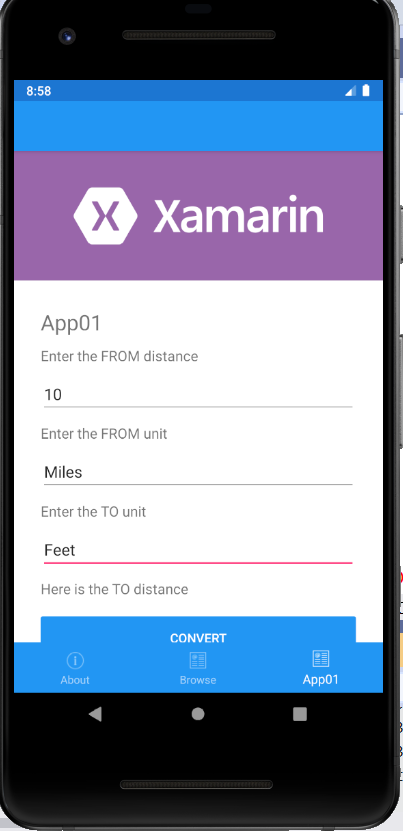 8:58
Xamarin
App01
Enter the FROM distance
10
Enter the FROM unit
Miles
Enter the TO unit
Feet
Here is the TO distance
CONVERT
About
Browse
App01